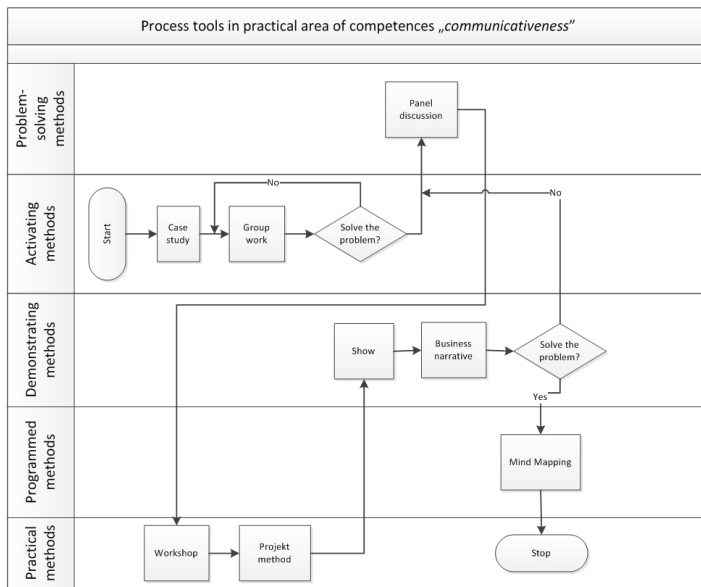 Process tools in practical area of competences „communicativeness”
Problem-
solving
methods
Panel
discussion
Activating
methods
Start
Case
study
No
Group
work
Solve the
problem?
No
Demonstrating
methods
Show
Business
narrative
Solve the
problem?
Yes
Programmed
methods
Mind Mapping
Practical
methods
Workshop
Projekt
method
Stop